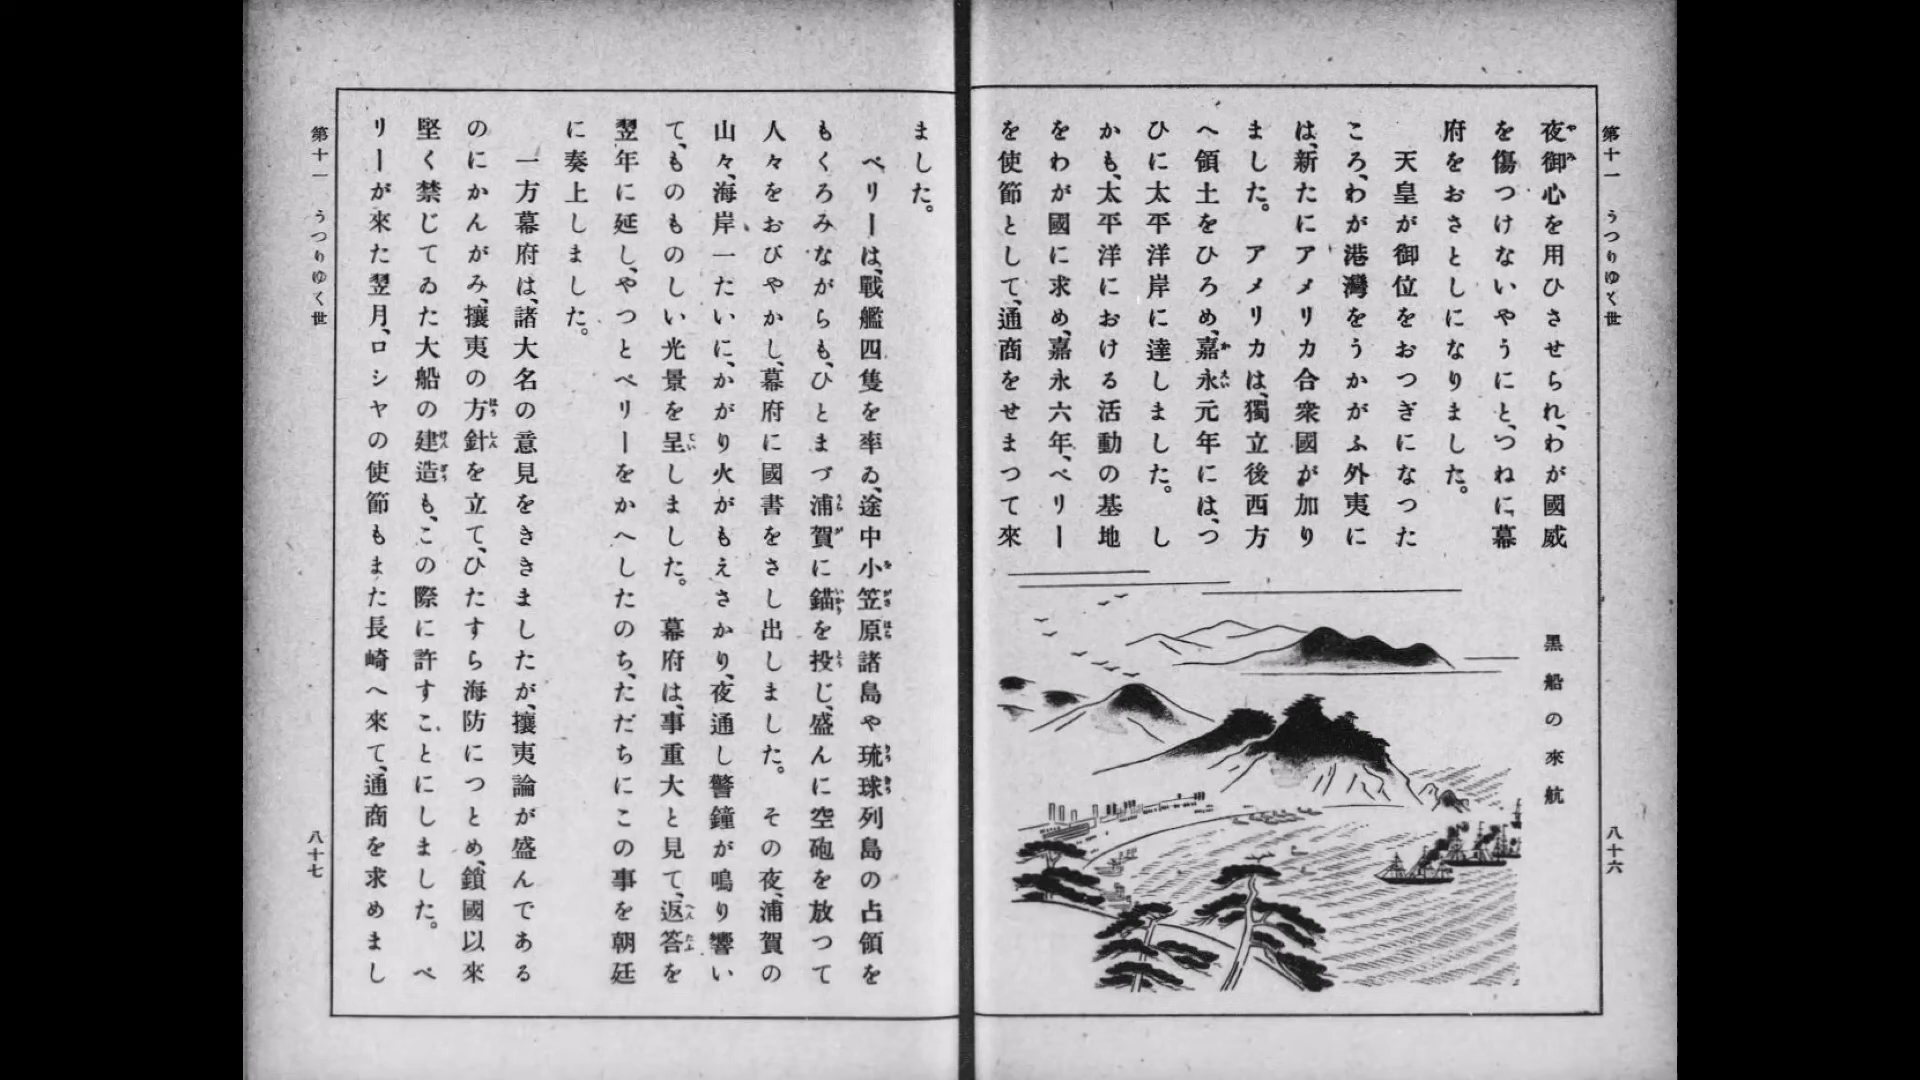 第十一 うつりゆく世
八十六
夜御心を用ひさせられ、わが國威
を傷つけないやうにと、つねに、幕
府をおさとしになりました。
天皇が御位をおつぎになつた
ころ、わが港灣をうかがふ外夷に
は、新たにアメリカ合衆國が加り
ました。アメリカは、獨立後西方
へ領土をひろめ、嘉永元年には、つ
ひに太平洋岸に達しました。し
かも、太平洋における活動の基地
をわが國に求め、嘉永六年、ペリー
を使節として、通商をせまつて來
黑船の來航
ました。
ペリーは、戰艦四隻を率ゐ、途中小笠原諸島や琉球列島の占領を
もくろみながらも、ひとまづ浦賀に錨を投じ、盛んに空砲を放つて
人々をおびやかし、幕府に國書をさし出しました。その夜、浦賀の
山々、海岸一たいに、かがり火がもえさかり、夜通し警鐘が鳴り響い
て、ものものしい光景を呈しました。幕府は、事重大と見て、返答を
翌年に延し、やつとペリーをかへしたのち、ただちにこの事を朝廷
に奏上しました。
一方幕府は、諸大名の意見をききましたが、攘夷論が盛んである
のにかんがみ、攘夷の方針を立て、ひたすら海防につとめ、鎖國以來
堅く禁じてゐた大船の建造も、この際に許すことにしました。ペ
リーが來た翌月、ロシヤの使節もまた長崎へ來て、通商を求めまし
第十一 うつりゆく世
八十七